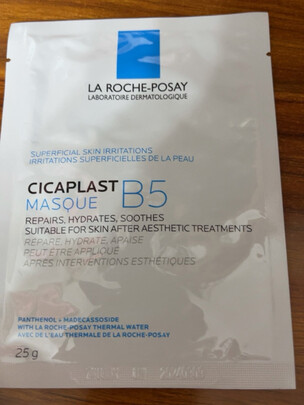 LA ROCHE-POSAY
LABORATOIRE DERMATOLOGIQUE
SUPERFICIAL SKIN IRRITATIONS
IRRITATIONS SUPERFICIELLES DE LA PEAU
CICAPLAST B5
MASQUE
REPAIRS, HYDRATES, SOOTHES
SUITABLE FOR SKIN AFTER AESTHETIC TREATMENTS
RÉPARE, HYDRATE, APAISE
PEUT ÊTRE APPLIQUÉ
APRÈS INTERVENTIONS ESTHÉTIQUES
PANTHENOL + MADECASSOSIDE
WITH LA ROCHE-POSAY THERMAL WATER
AVEC DE L'EAU THERMALE DE LA ROCHE-POSAY
25g